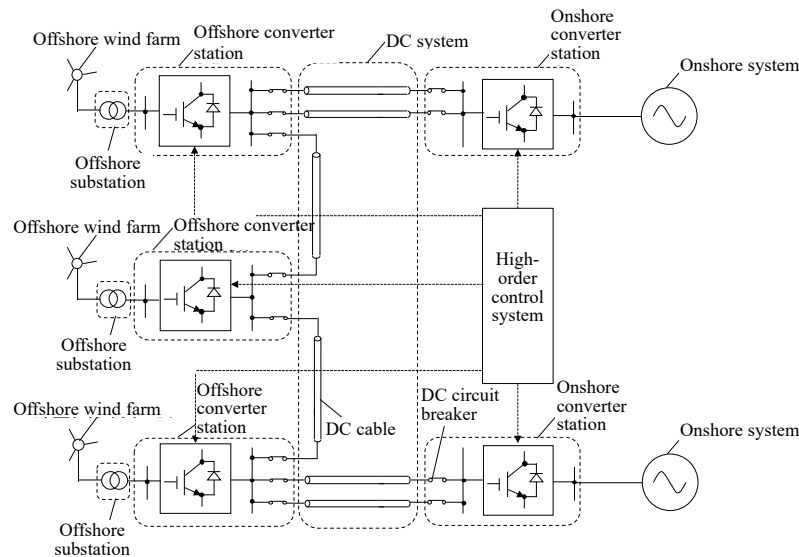 Offshore wind farm
Offshore converter
station
DC system
Onshore converter
station
Onshore system
Offshore
substation
Offshore wind farm
Offshore converter
station
High-
order
control
system
Offshore
substation
Offshore wind farm
Offshore
converter
station
DC cable
DC circuit
breaker
Onshore
converter
station
Onshore system
Offshore
substation